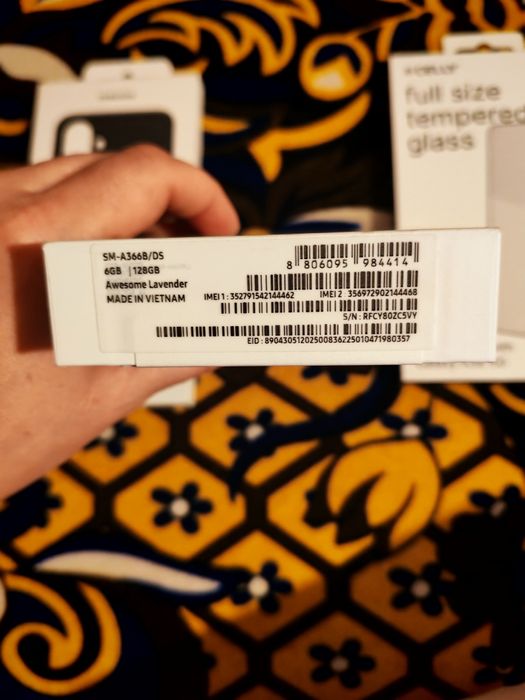 full size
tempered
glass
SM-A366B/DS
6GB | 128GB
Awesome Lavender
MADE IN VIETNAM
8 806095 984414
IMEI 1 : 352791542144462 IMEI 2 356972902144468
S/N : RFCY80ZC5VY
EID : 89043051202500836225010471980357